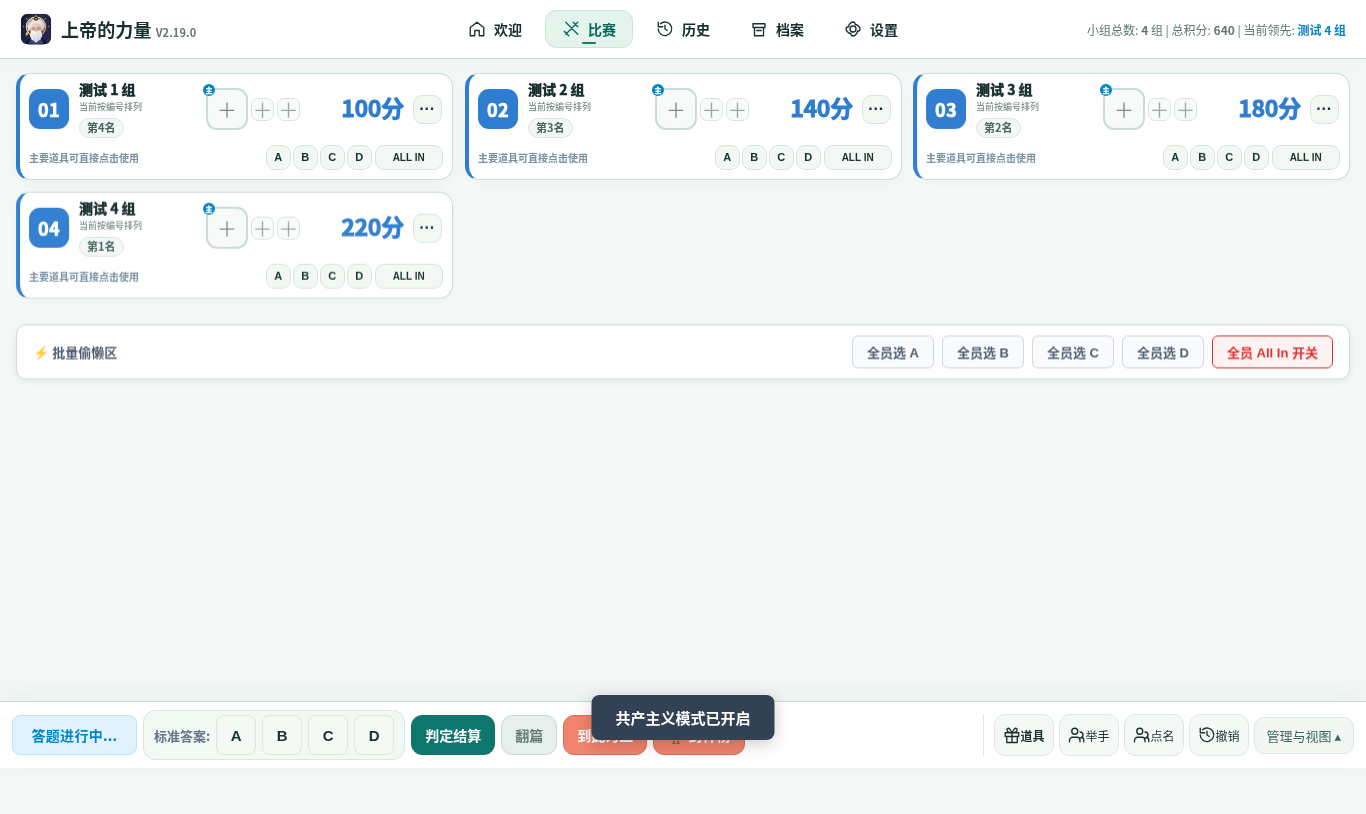 上帝的力量 V2.19.0
欢迎
比赛
历史
档案
设置
小组总数: 4 组 | 总积分: 640 | 当前领先: 测试 4 组
01
测试 1 组
当前按编号排列
第4名
主
100分
主要道具可直接点击使用
A B C D ALL IN
02
测试 2 组
当前按编号排列
第3名
主
140分
主要道具可直接点击使用
A B C D ALL IN
03
测试 3 组
当前按编号排列
第2名
主
180分
主要道具可直接点击使用
A B C D ALL IN
04
测试 4 组
当前按编号排列
第1名
主
220分
主要道具可直接点击使用
A B C D ALL IN
⚡ 批量偷懒区
全员选 A
全员选 B
全员选 C
全员选 D
全员 All In 开关
共产主义模式已开启
答题进行中...
标准答案: A B C D
判定结算
翻篇
道具
举手
点名
撤销
管理与视图 ▴